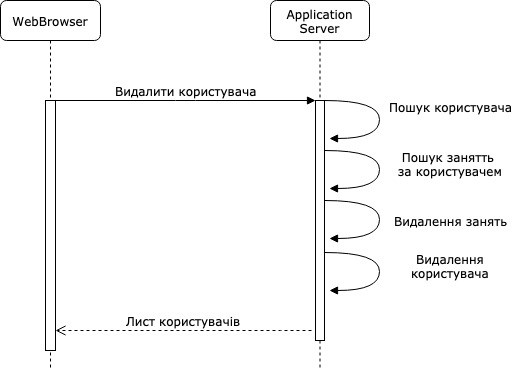 WebBrowser
Application
Server
Видалити користувача
Пошук користувача
Пошук занятть
за користувачем
Видалення занять
Видалення
користувача
Лист користувачів